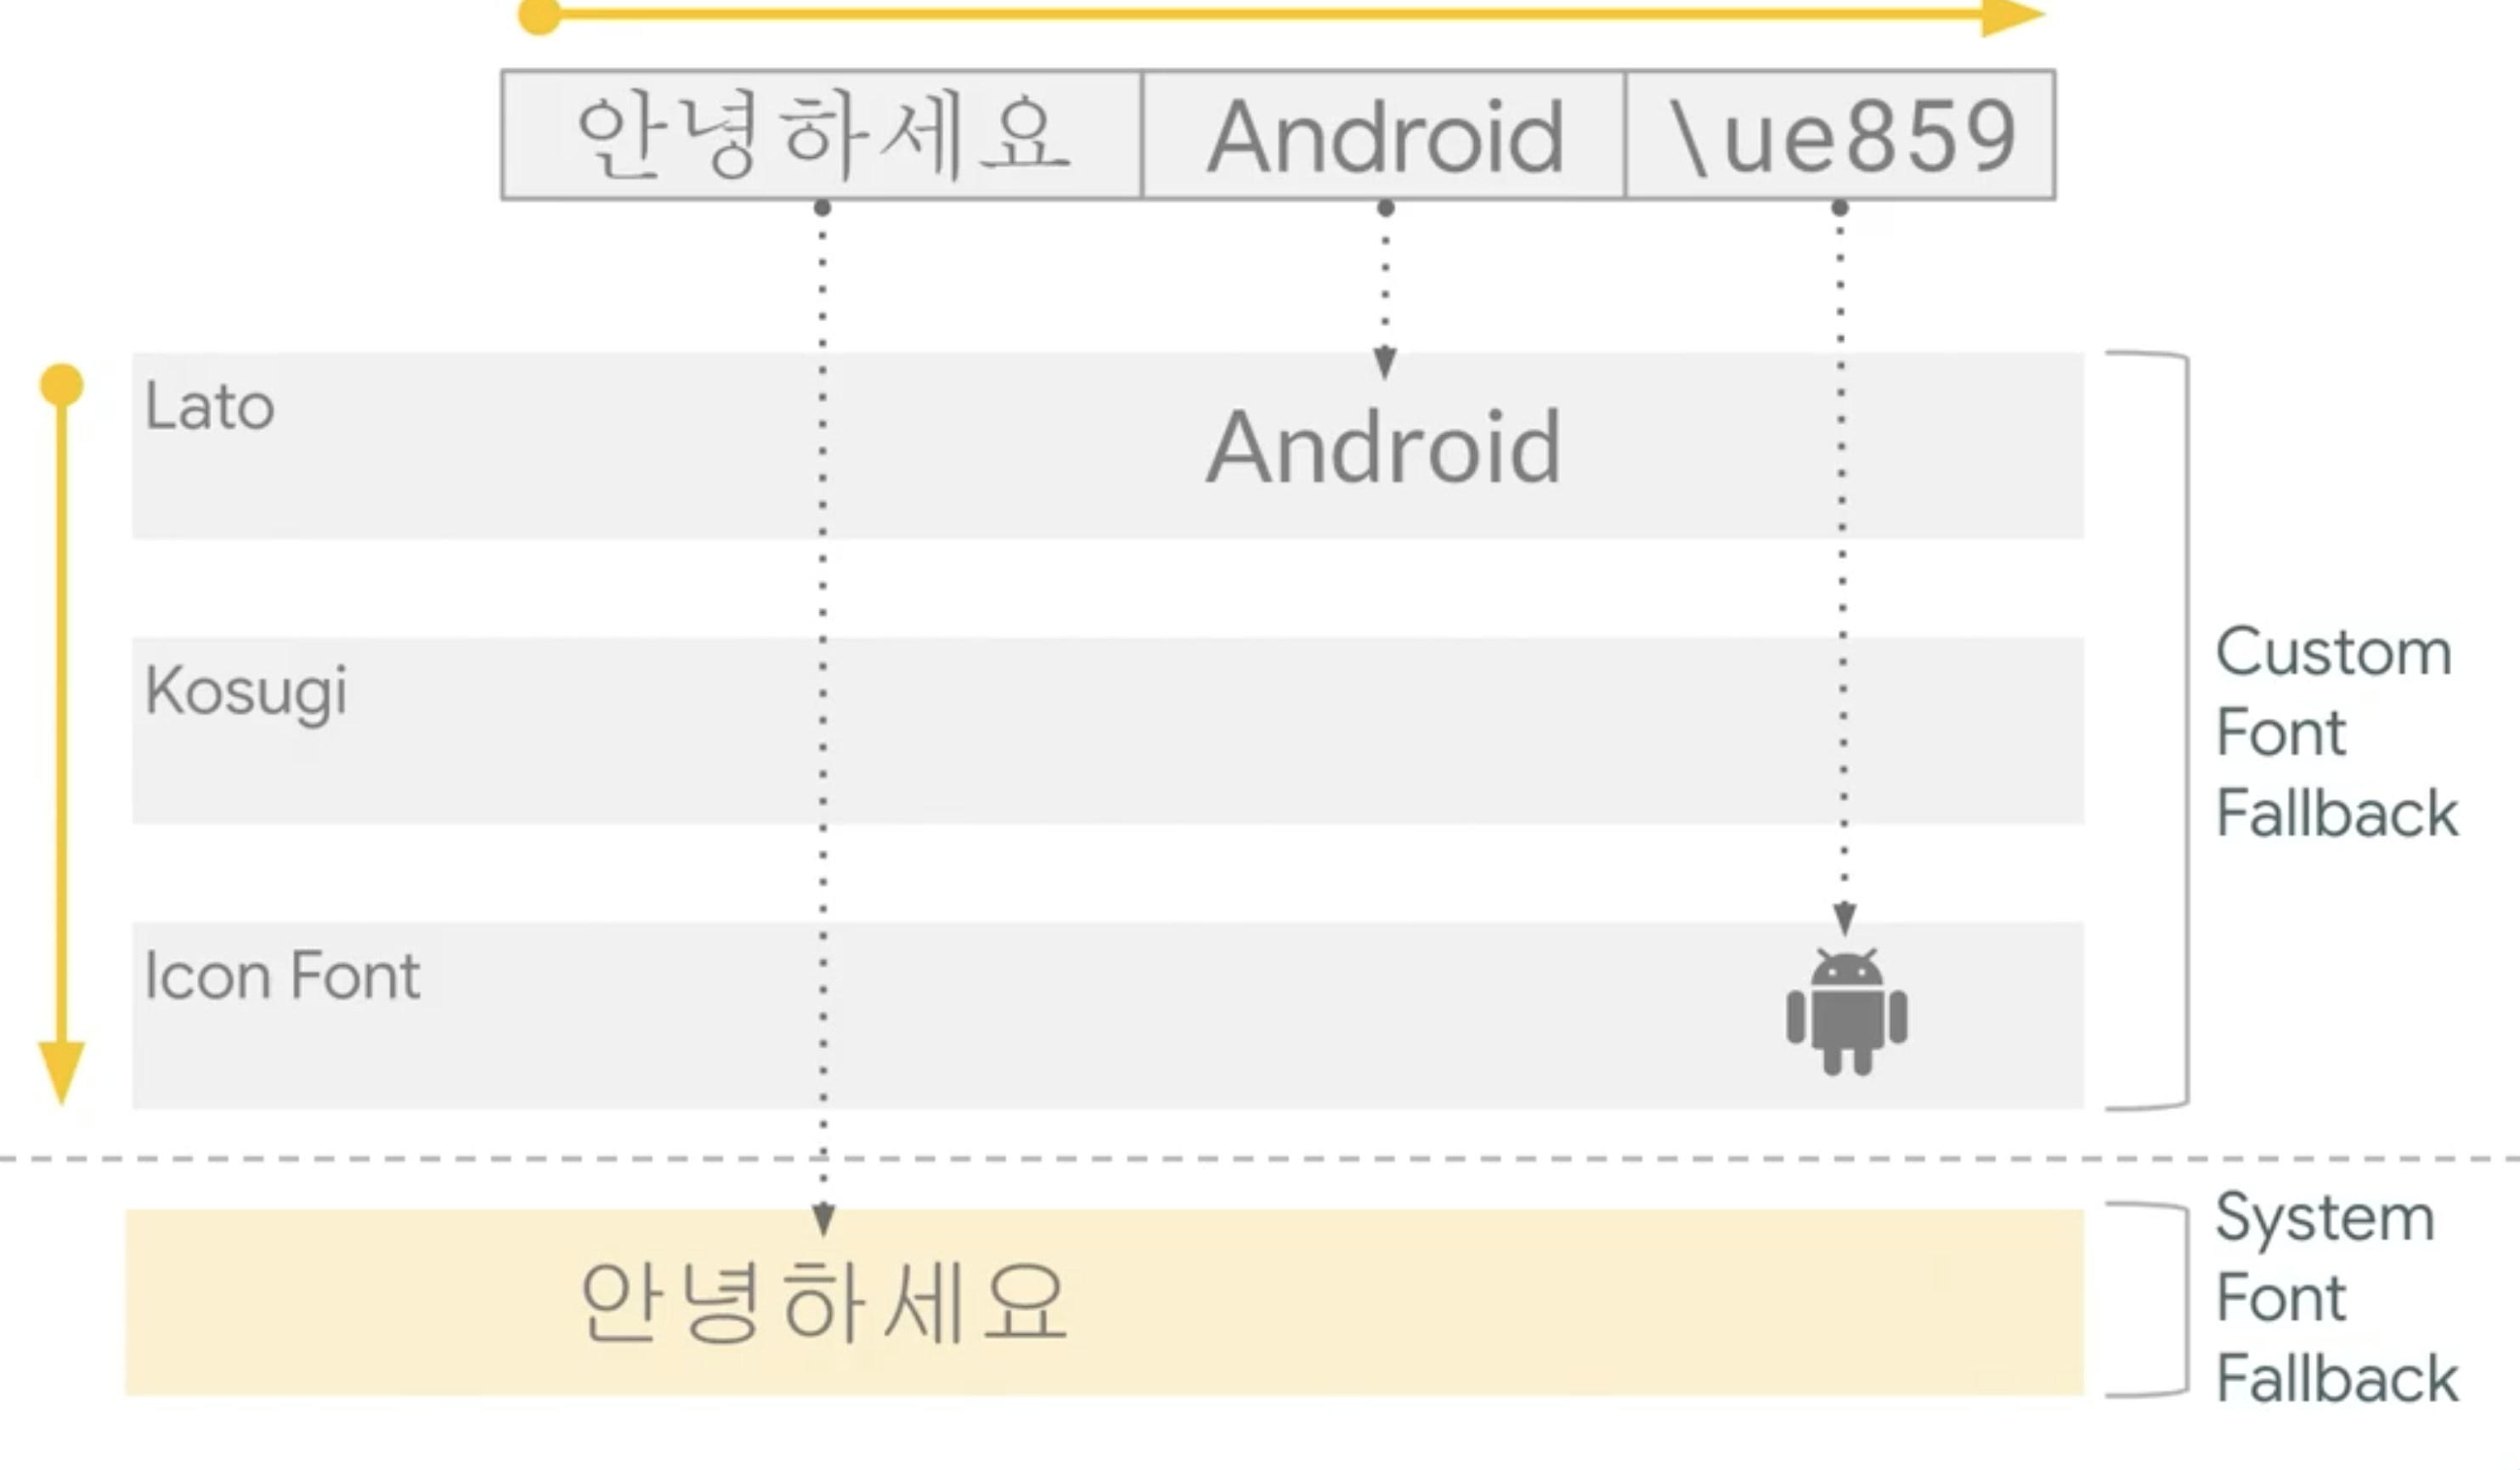 안녕하세요 Android \ue859
Lato
Android
Kosugi
Icon Font
Custom
Font
Fallback
안녕하세요
System
Font
Fallback